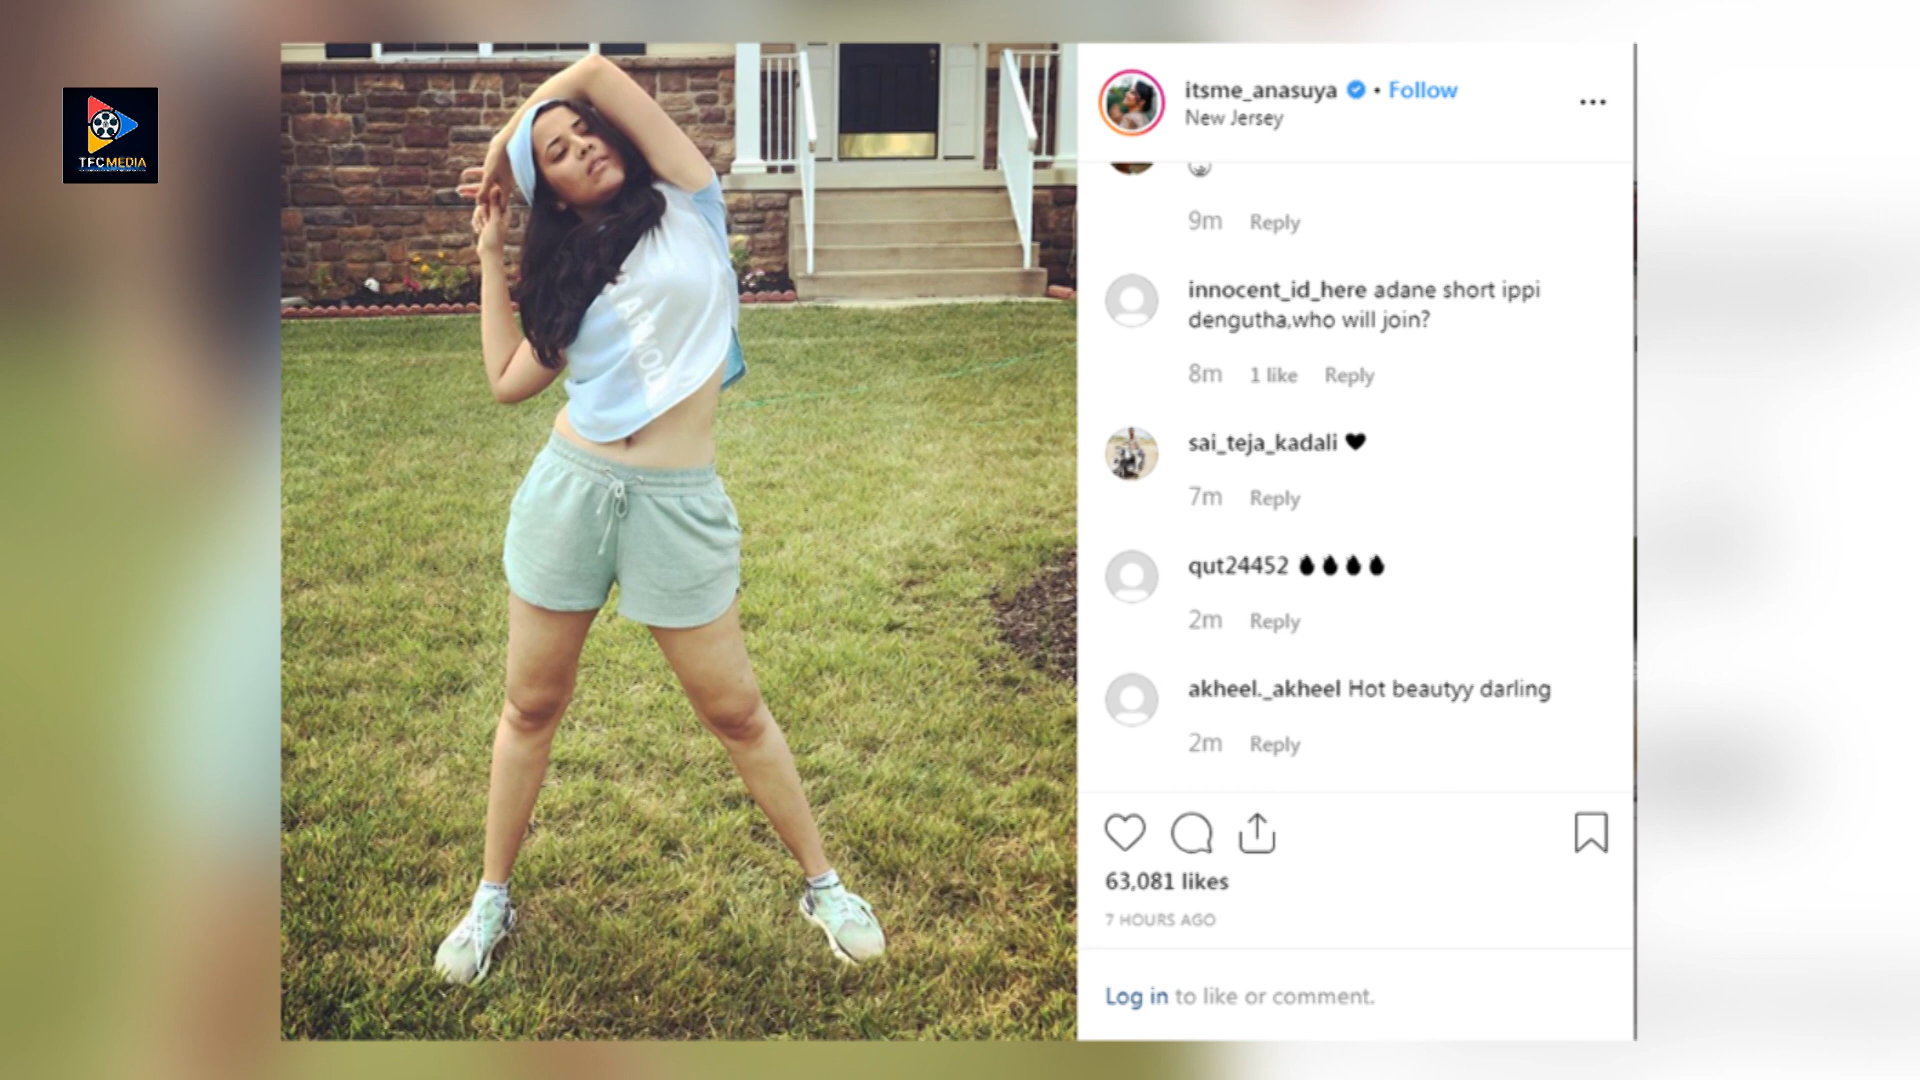 TFCMEDIA
itsme_anasuya • Follow
New Jersey
9m Reply
innocent_id_here adane short ippi
dengutha,who will join?
8m 1 like Reply
sai_teja_kadali 🖤
7m Reply
qut24452
2m Reply
akheel._akheel Hot beautyy darling
2m Reply
63,081 likes
7 HOURS AGO
Log in to like or comment.